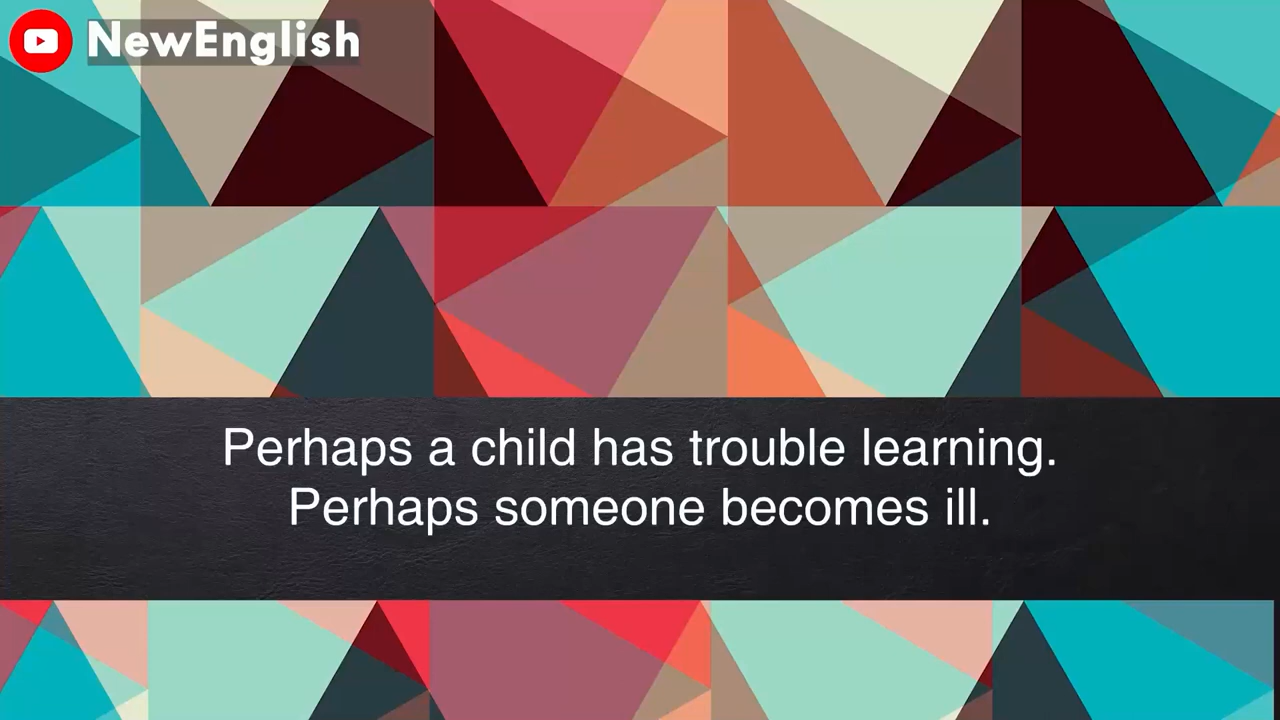 NewEnglish
Perhaps a child has trouble learning.
Perhaps someone becomes ill.